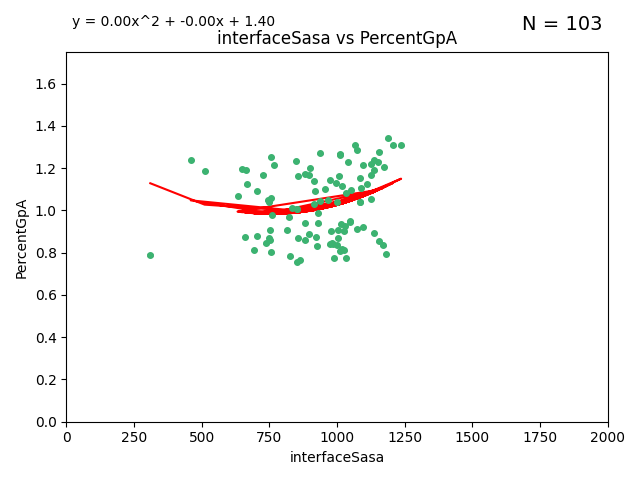 y = 0.00x^2 + -0.00x + 1.40
N = 103
interfaceSasa vs PercentGpA
PercentGpA
1.6
1.4
1.2
1.0
0.8
0.6
0.4
0.2
0.0
0 250 500 750 1000 1250 1500 1750 2000
interfaceSasa